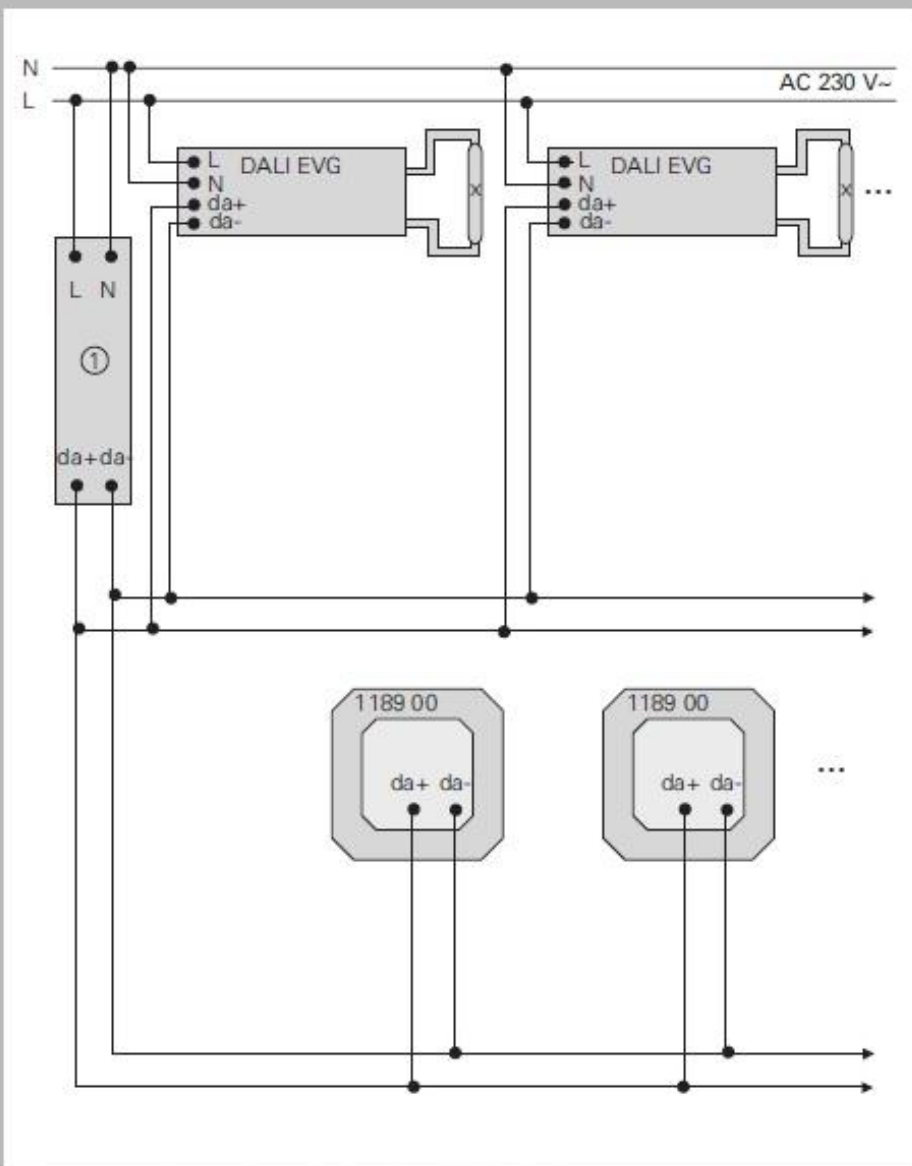 N
AC 230 V~
L
L DALI EVG
N
da+
da-
x
L DALI EVG
N
da+
da-
x
...
L N
①
da+ da-
1189 00
da+ da-
1189 00
da+ da-
...